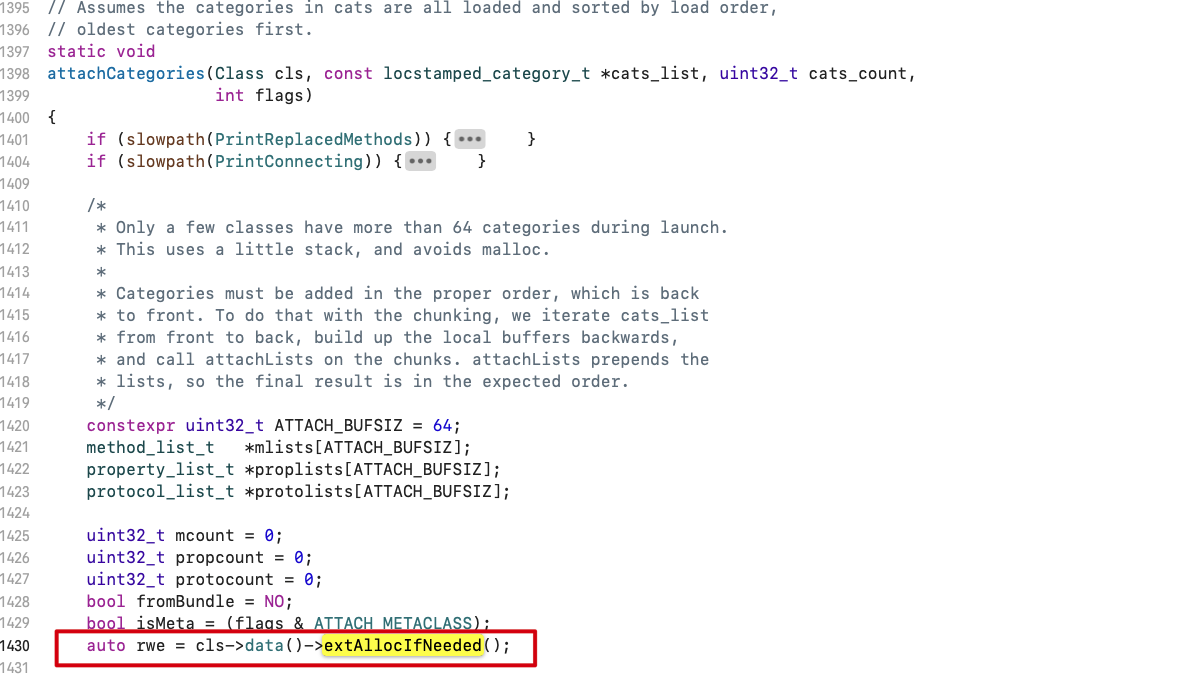 1395 // Assumes the categories in cats are all loaded and sorted by load order,
1396 // oldest categories first.
1397 static void
1398 attachCategories(Class cls, const locstamped_category_t *cats_list, uint32_t cats_count,
1399                  int flags)
1400 {
1401     if (slowpath(PrintReplacedMethods)) {•••    }
1404     if (slowpath(PrintConnecting)) {•••    }
1409
1410     /*
1411      * Only a few classes have more than 64 categories during launch.
1412      * This uses a little stack, and avoids malloc.
1413      *
1414      * Categories must be added in the proper order, which is back
1415      * to front. To do that with the chunking, we iterate cats_list
1416      * from front to back, build up the local buffers backwards,
1417      * and call attachLists on the chunks. attachLists prepends the
1418      * lists, so the final result is in the expected order.
1419      */
1420     constexpr uint32_t ATTACH_BUFSIZ = 64;
1421     method_list_t   *mlists[ATTACH_BUFSIZ];
1422     property_list_t *proplists[ATTACH_BUFSIZ];
1423     protocol_list_t *protolists[ATTACH_BUFSIZ];
1424
1425     uint32_t mcount = 0;
1426     uint32_t propcount = 0;
1427     uint32_t protocount = 0;
1428     bool fromBundle = NO;
1429     bool isMeta = (flags & ATTACH_METACLASS);
1430     auto rwe = cls->data()->extAllocIfNeeded();
1431